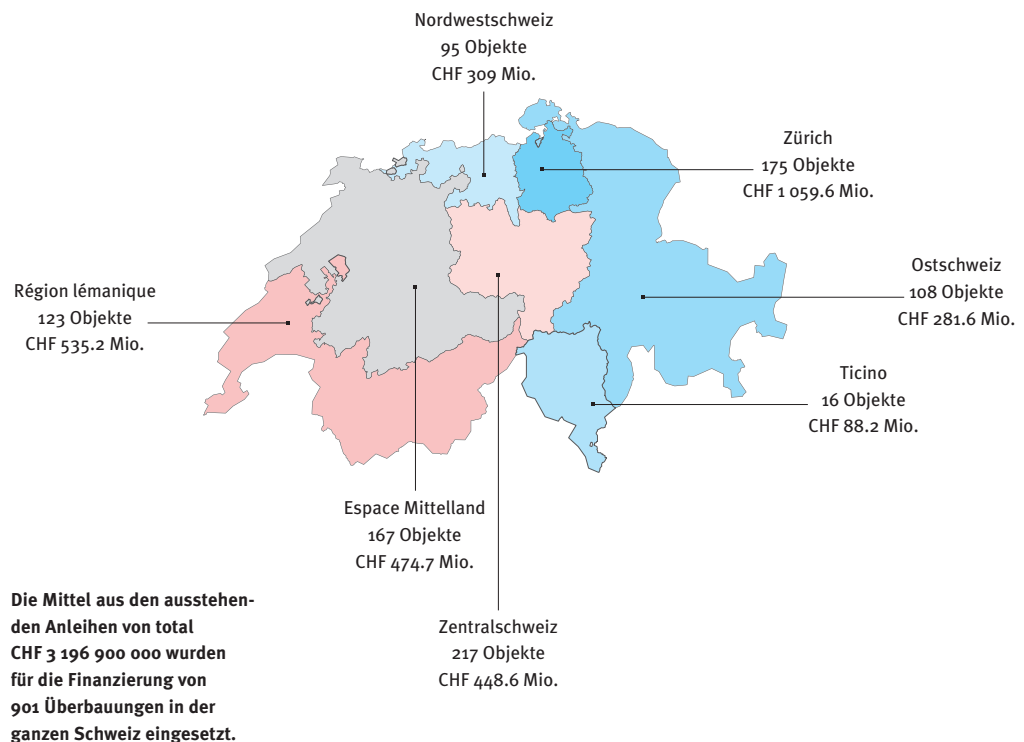 Nordwestschweiz
95 Objekte
CHF 309 Mio.
Zürich
175 Objekte
CHF 1 059.6 Mio.
Ostschweiz
108 Objekte
CHF 281.6 Mio.
Région lémanique
123 Objekte
CHF 535.2 Mio.
Ticino
16 Objekte
CHF 88.2 Mio.
Espace Mittelland
167 Objekte
CHF 474.7 Mio.
Zentralschweiz
217 Objekte
CHF 448.6 Mio.
Die Mittel aus den ausstehen-
den Anleihen von total
CHF 3 196 900 000 wurden
für die Finanzierung von
901 Überbauungen in der
ganzen Schweiz eingesetzt.